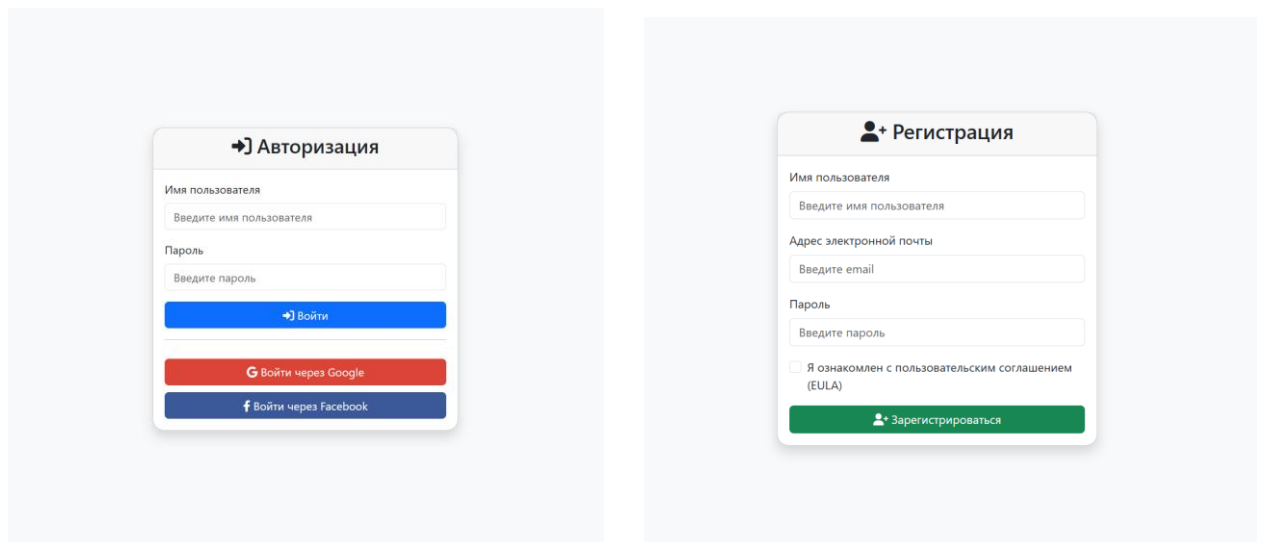 Авторизация
Имя пользователя
Введите имя пользователя
Пароль
Введите пароль
Войти
Войти через Google
Войти через Facebook
Регистрация
Имя пользователя
Введите имя пользователя
Адрес электронной почты
Введите email
Пароль
Введите пароль
Я ознакомлен с пользовательским соглашением
(EULA)
Зарегистрироваться